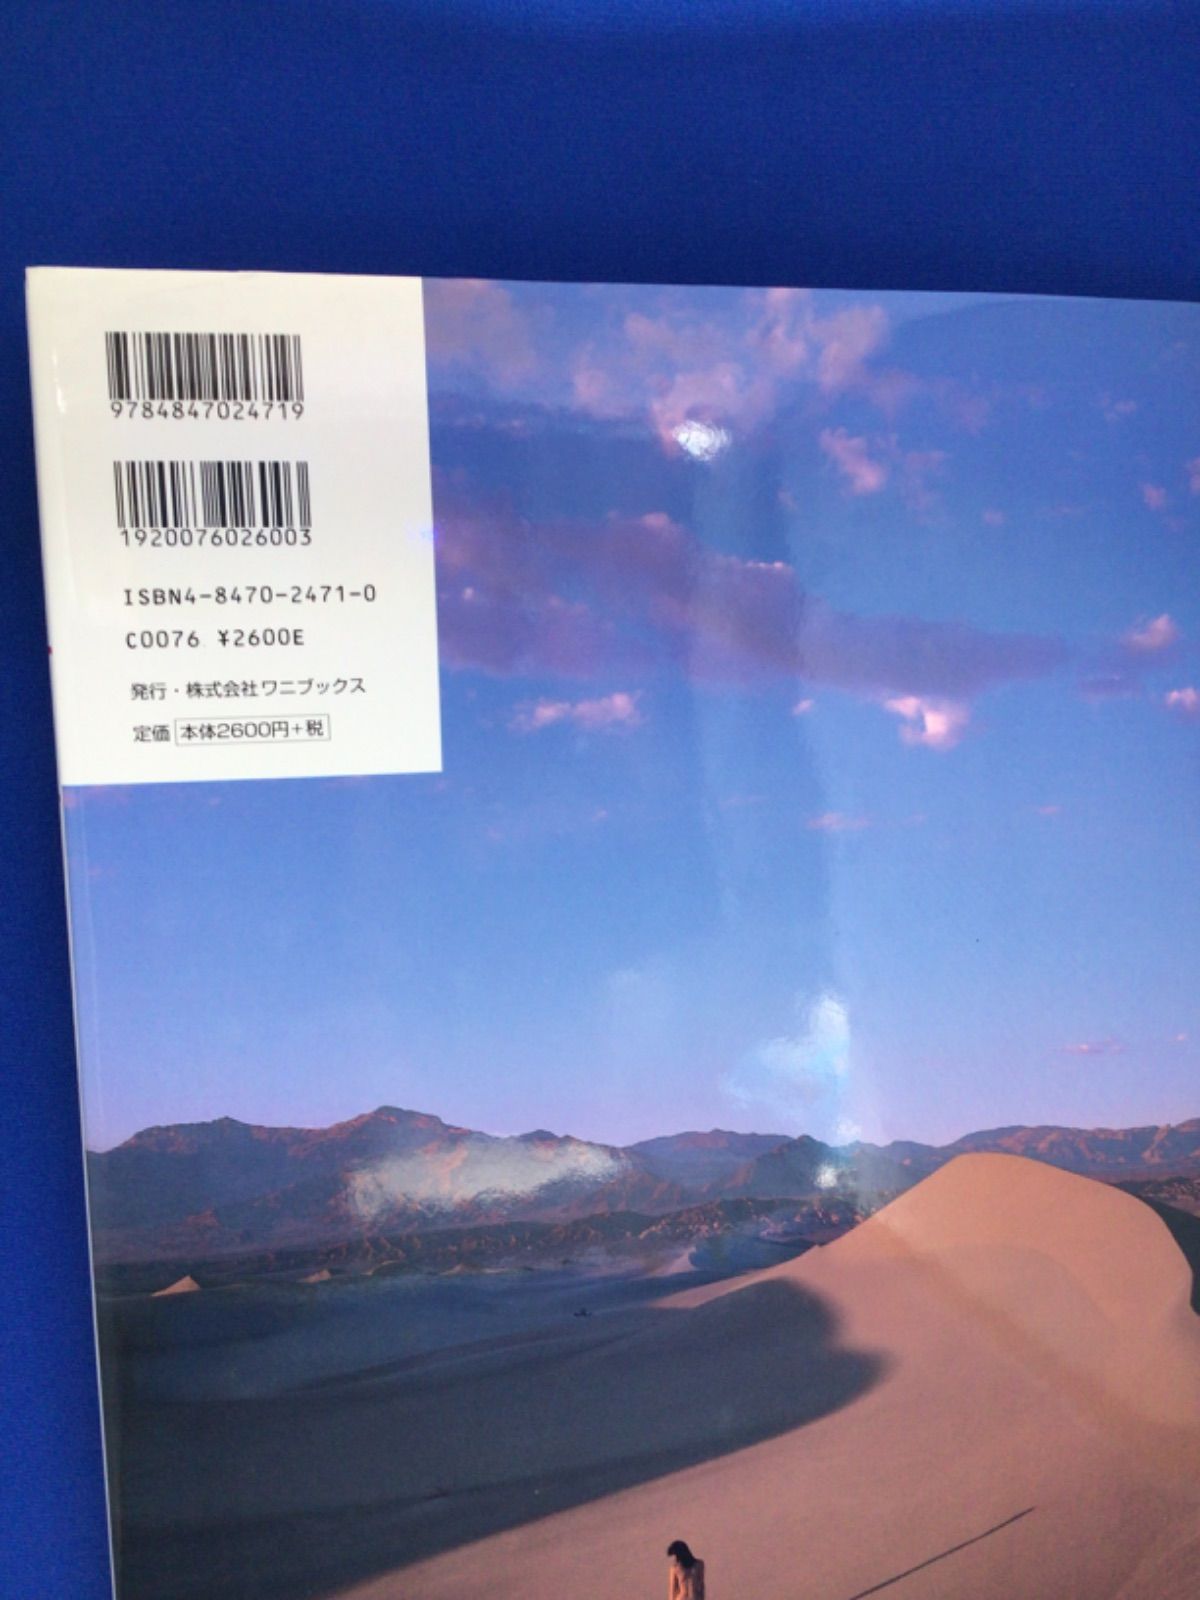 9784847024719
1920076026003
ISBN4-8470-2471-0
C0076 ¥2600E
発行・株式会社ワニブックス
定価 本体2600円+税